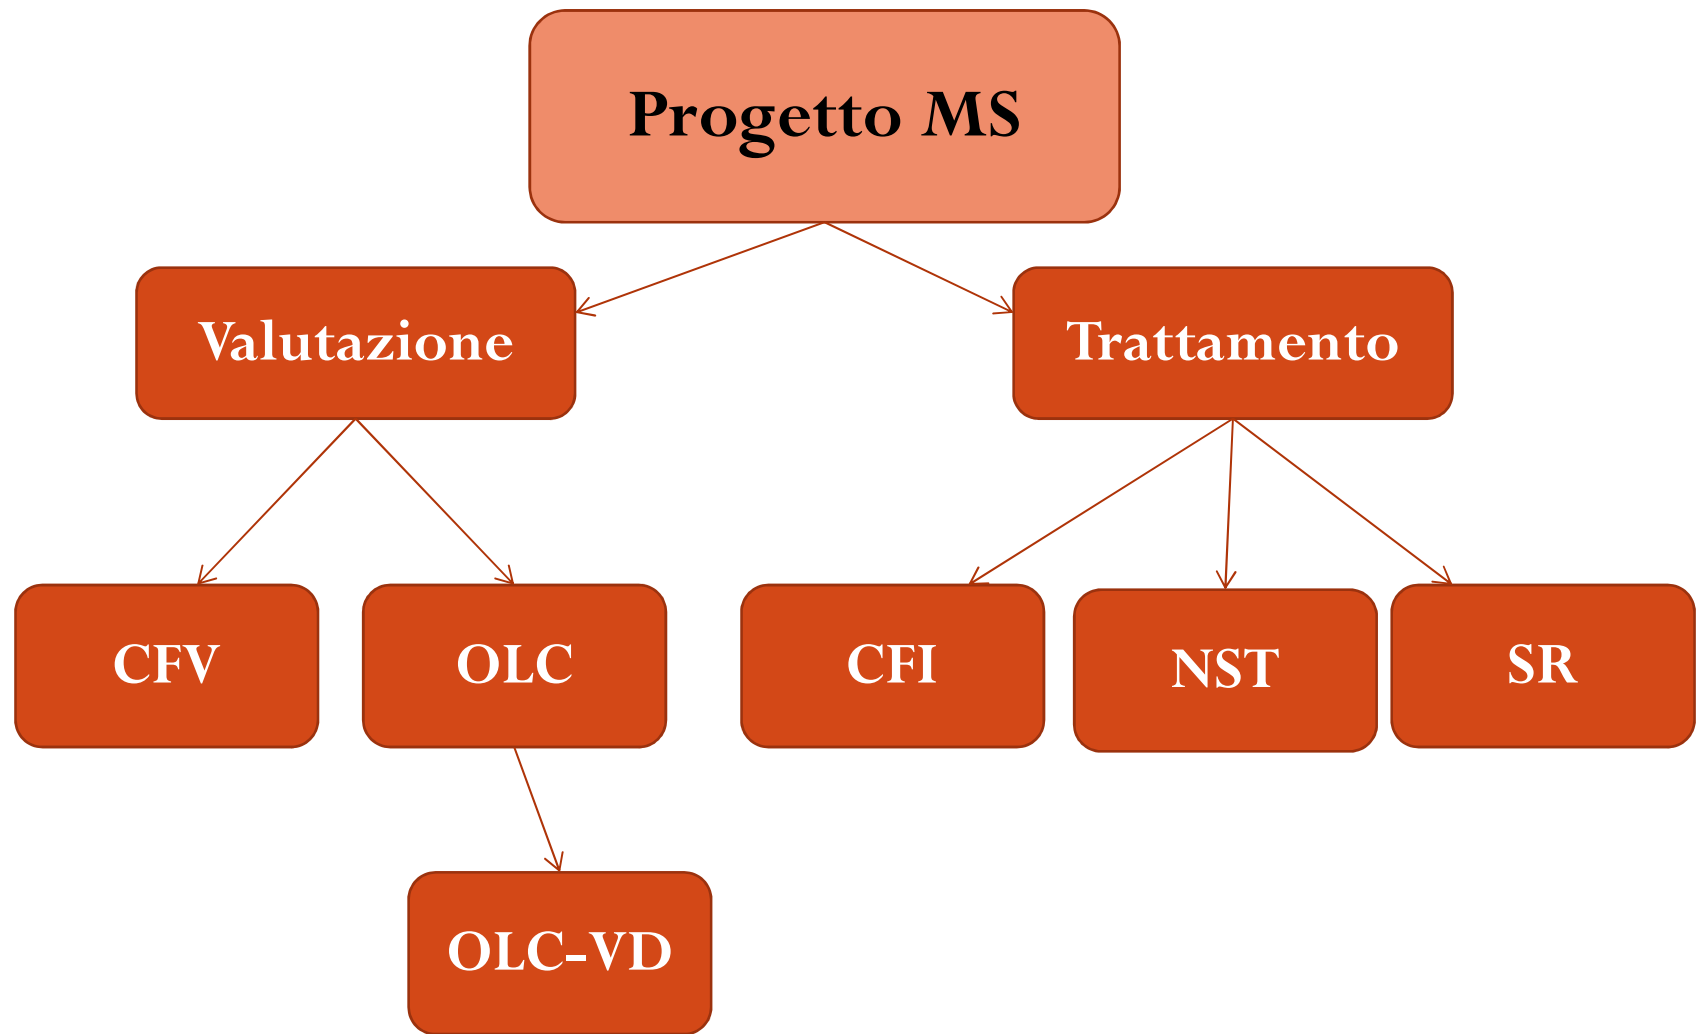 Progetto MS
Valutazione
Trattamento
CFV
OLC
CFI
NST
SR
OLC-VD